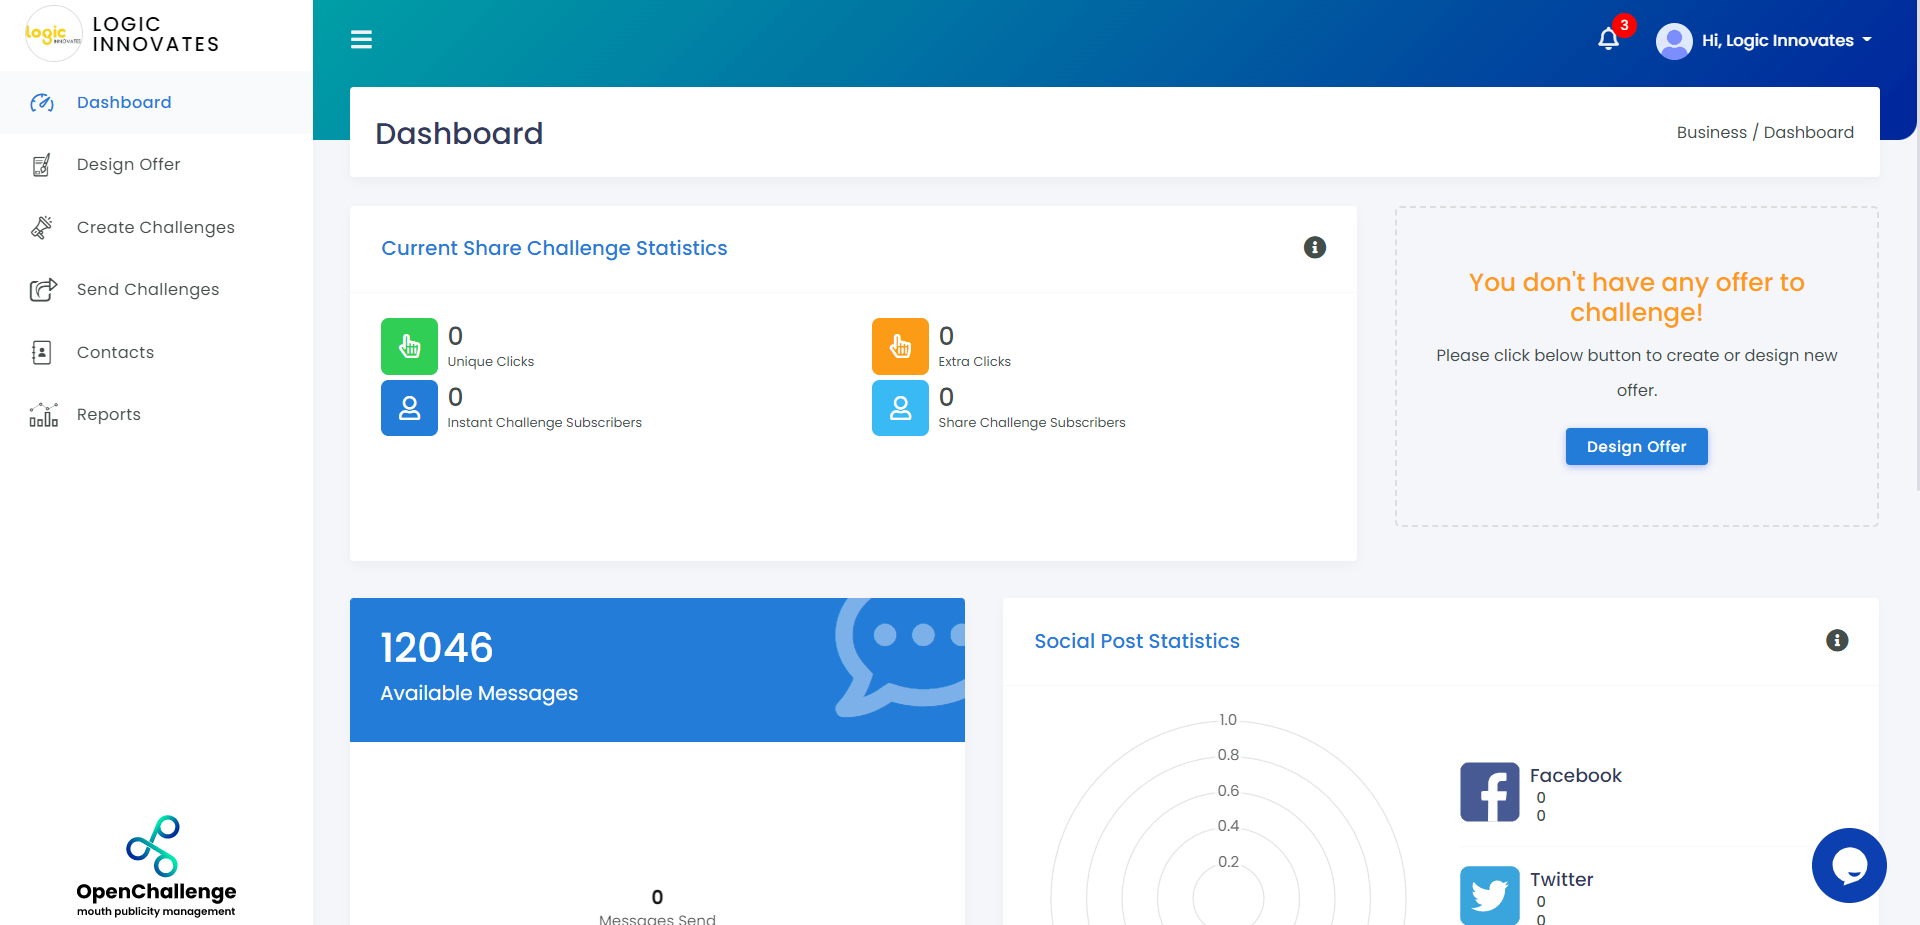 logic
INNOVATES
LOGIC
INNOVATES
3
Hi, Logic Innovates
Dashboard
Design Offer
Create Challenges
Send Challenges
Contacts
Reports
OpenChallenge
mouth publicity management
Dashboard
Business / Dashboard
Current Share Challenge Statistics
0
Unique Clicks
0
Extra Clicks
0
Instant Challenge Subscribers
0
Share Challenge Subscribers
You don't have any offer to
challenge!
Please click below button to create or design new
offer.
Design Offer
12046
Available Messages
0
Messages Send
Social Post Statistics
1.0
0.8
0.6
0.4
0.2
Facebook
0
0
Twitter
0
0